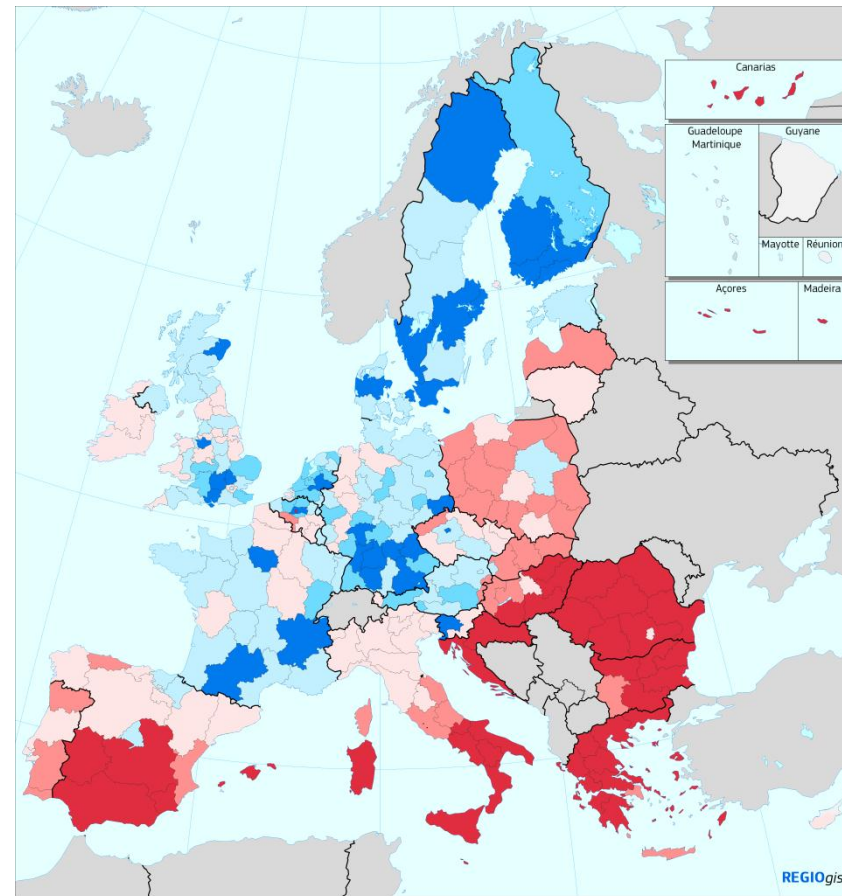 Canarias
Guadeloupe
Martinique
Guyane
Mayotte
Réunion
Açores
Madeira
REGIOgis